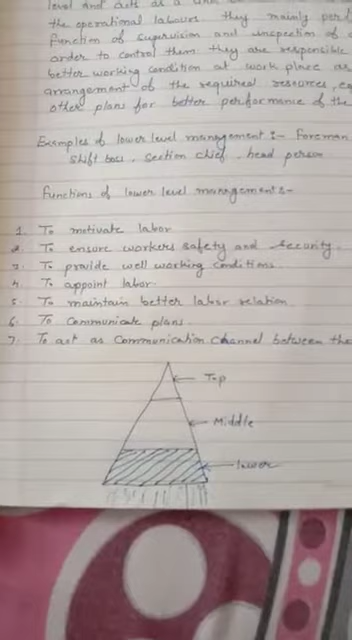 level and acts as a
the operational labours they mainly
function of supervision and inspection of
order to control them they are responsible
better working condition at work place
arrangement of the required resources,
other plans for better performance of the
Examples of lower level management :- Foreman
shift boss, section chief, head person
Functions of lower level managements-
1. To motivate labor
2. To ensure workers safety and security.
3. To provide well working conditions.
4. To appoint labor.
5. To maintain better labor relation
6. To communicate plans.
7. To act as communication channel between the
Top
Middle
lower